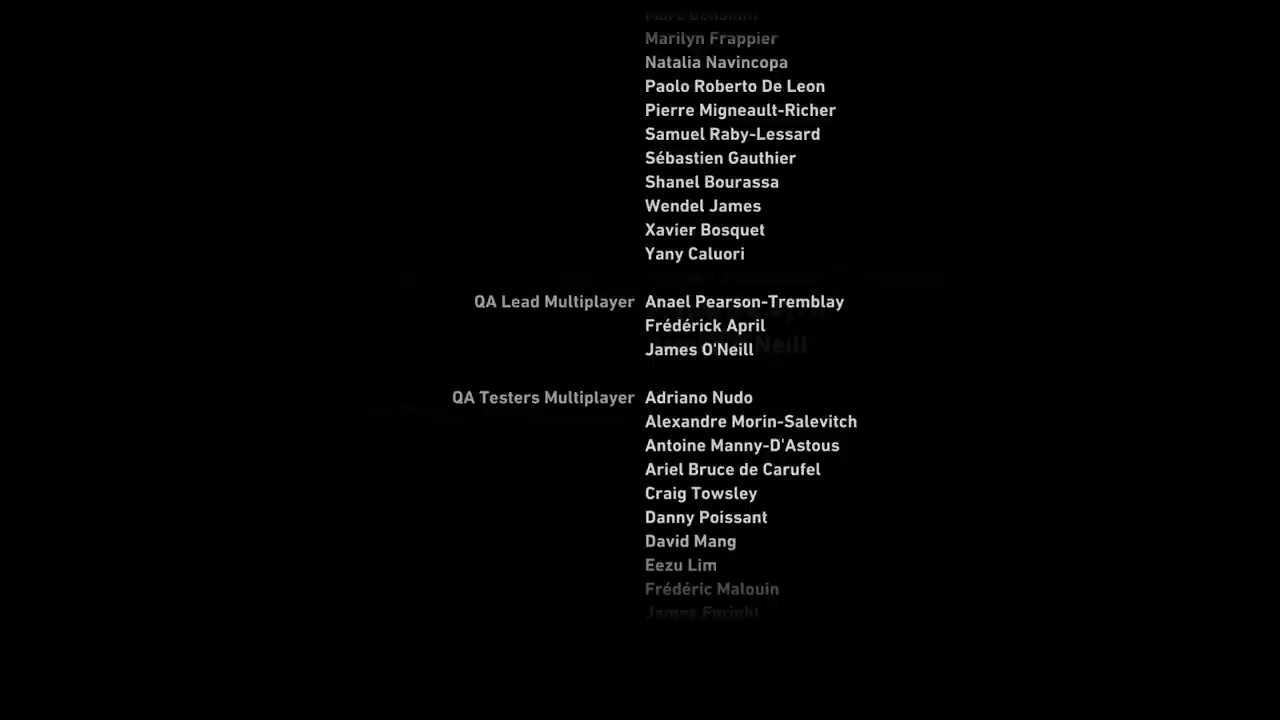 Marilyn Frappier
Natalia Navincopa
Paolo Roberto De Leon
Pierre Migneault-Richer
Samuel Raby-Lessard
Sébastien Gauthier
Shanel Bourassa
Wendel James
Xavier Bosquet
Yany Caluori
QA Lead Multiplayer Anael Pearson-Tremblay
Frédérick April
James O'Neill
QA Testers Multiplayer Adriano Nudo
Alexandre Morin-Salevitch
Antoine Manny-D'Astous
Ariel Bruce de Carufel
Craig Towsley
Danny Poissant
David Mang
Eezu Lim
Frédéric Malouin
James Enright